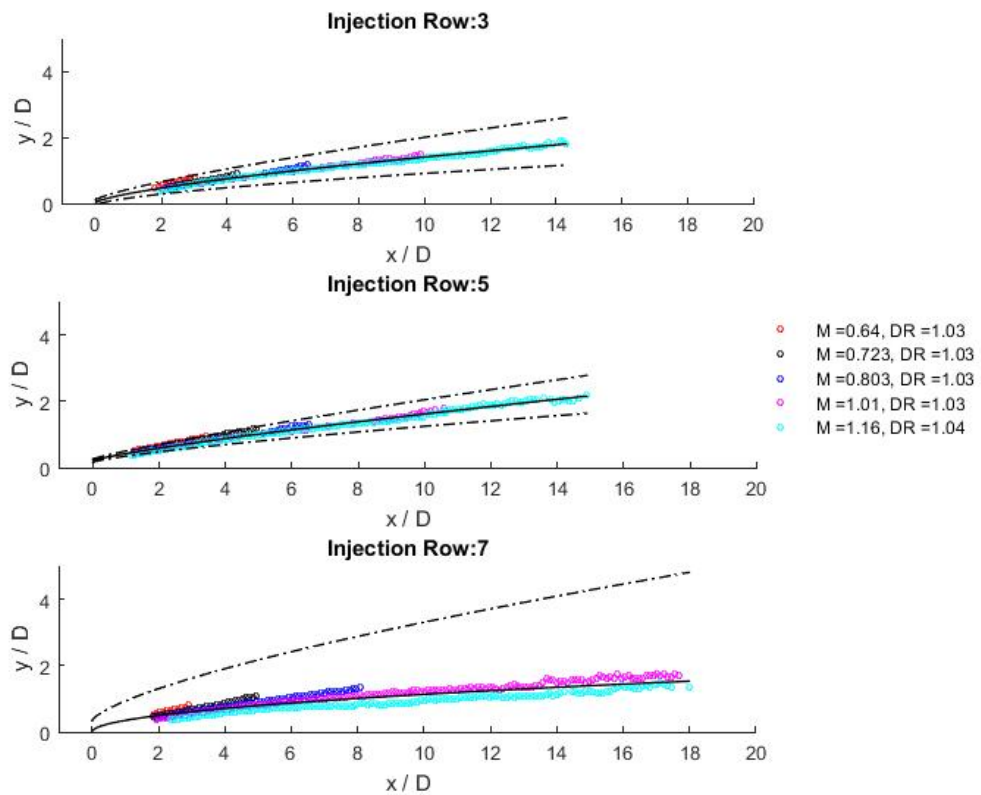 Injection Row:3
4
2
0
y / D
0 2 4 6 8 10 12 14 16 18 20
x / D
Injection Row:5
4
2
0
y / D
0 2 4 6 8 10 12 14 16 18 20
x / D
M =0.64, DR =1.03
M =0.723, DR =1.03
M =0.803, DR =1.03
M =1.01, DR =1.03
M =1.16, DR =1.04
Injection Row:7
4
2
0
y / D
0 2 4 6 8 10 12 14 16 18 20
x / D